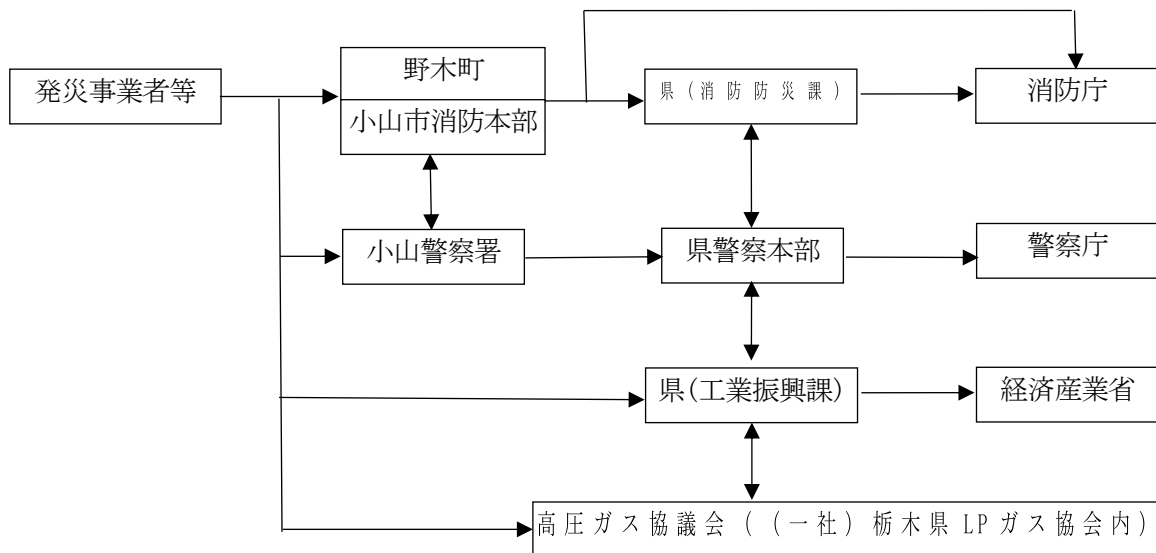 発災事業者等
野木町
小山市消防本部
県(消防防災課)
消防庁
小山警察署
県警察本部
警察庁
県(工業振興課)
経済産業省
高圧ガス協議会((一社)栃木県LPガス協会内)